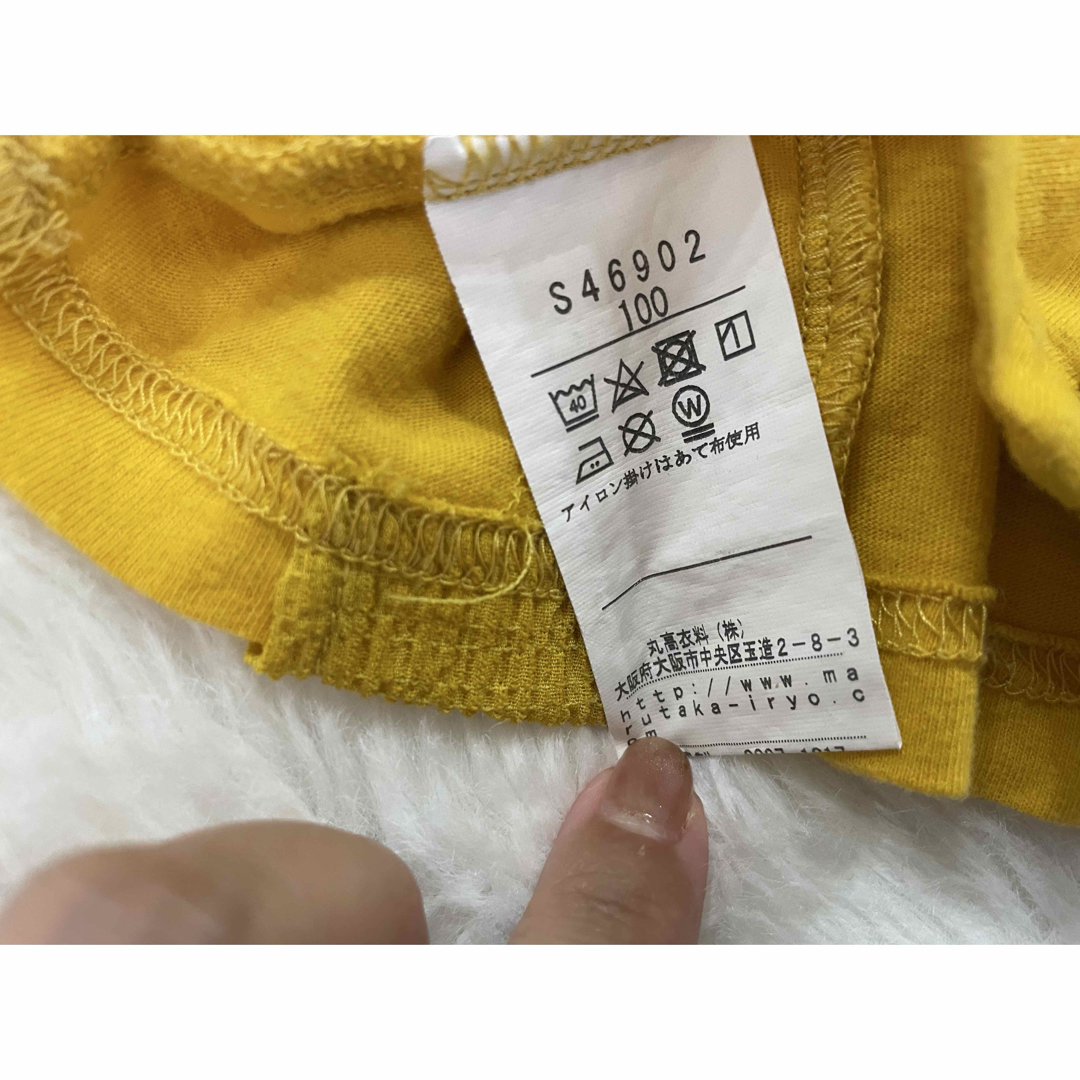 S46902
100
40
W
アイロン掛けはあて布使用
丸高衣料(株)
大阪府大阪市中央区玉造2-8-3
http://www.ma
rutaka-iryo.c